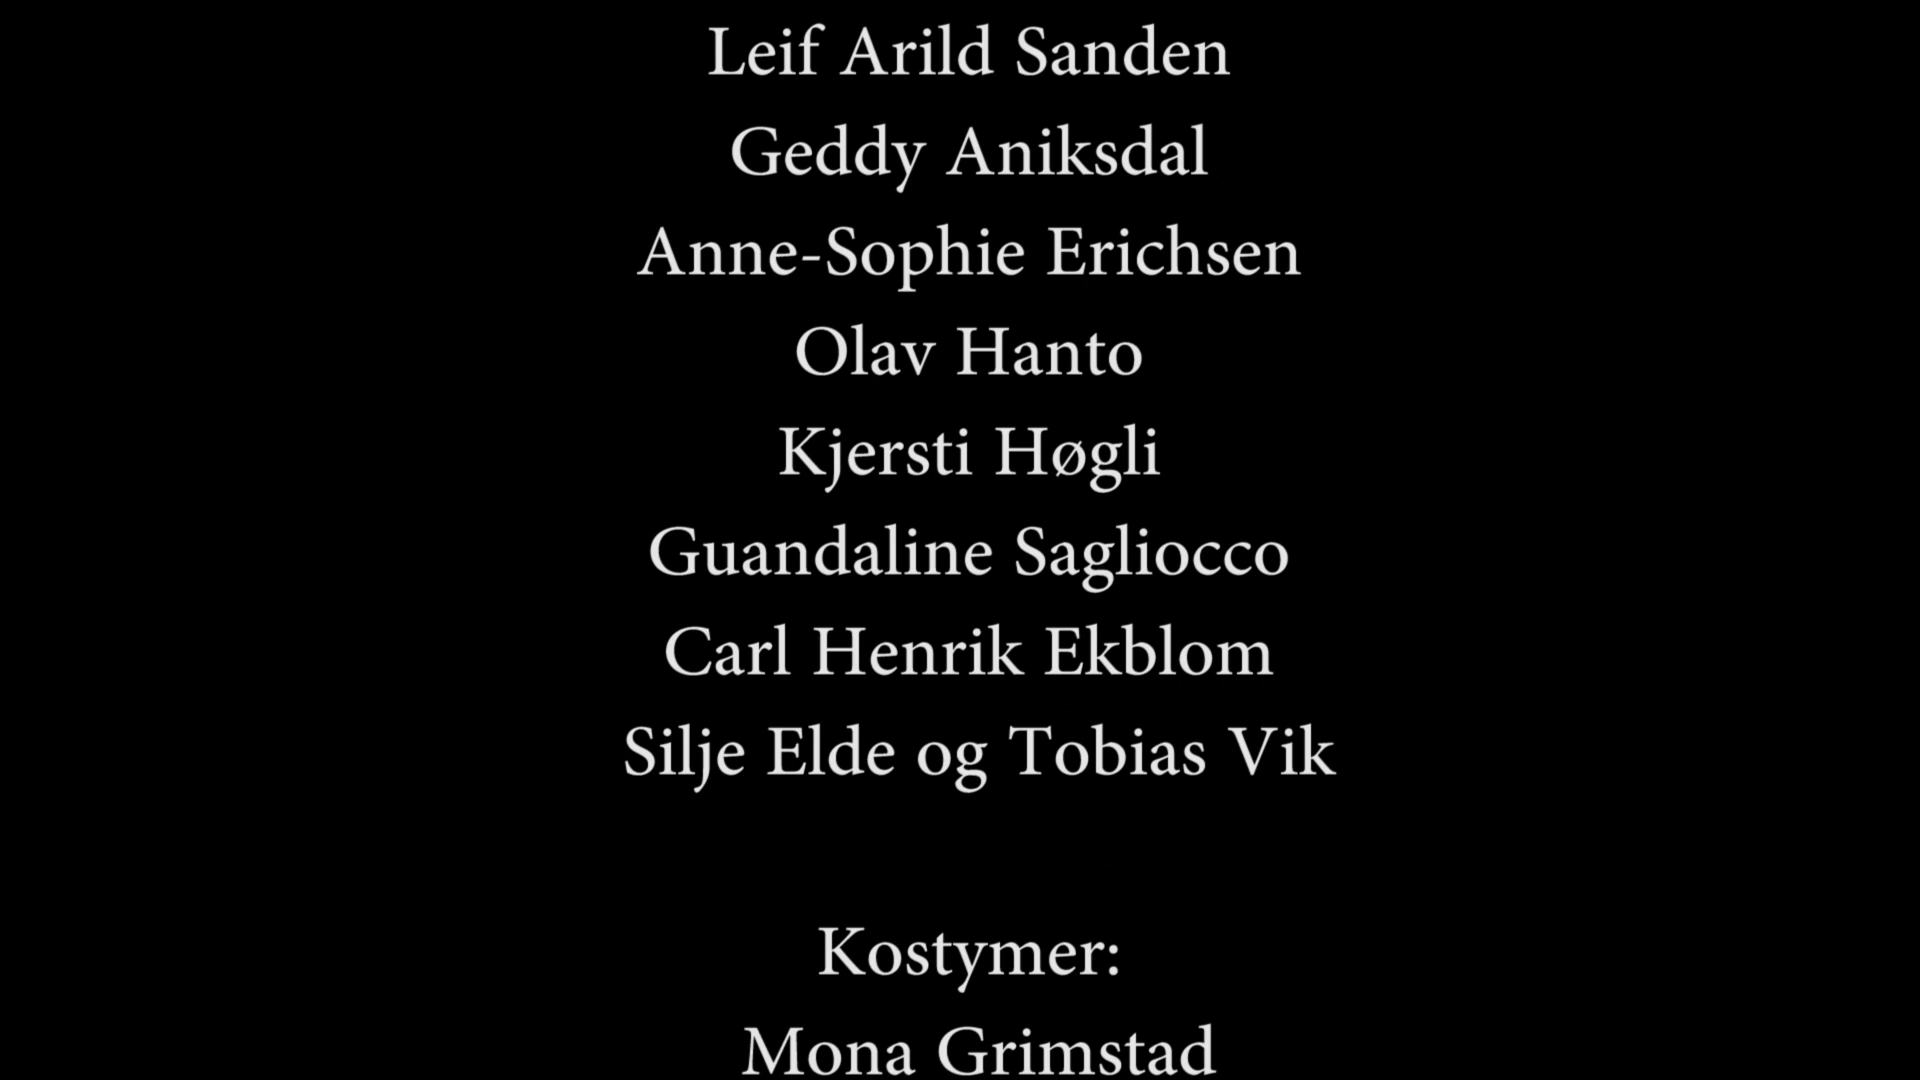 Leif Arild Sanden
Geddy Aniksdal
Anne-Sophie Erichsen
Olav Hanto
Kjersti Høgli
Guandaline Sagliocco
Carl Henrik Ekblom
Silje Elde og Tobias Vik
Kostymer:
Mona Grimstad